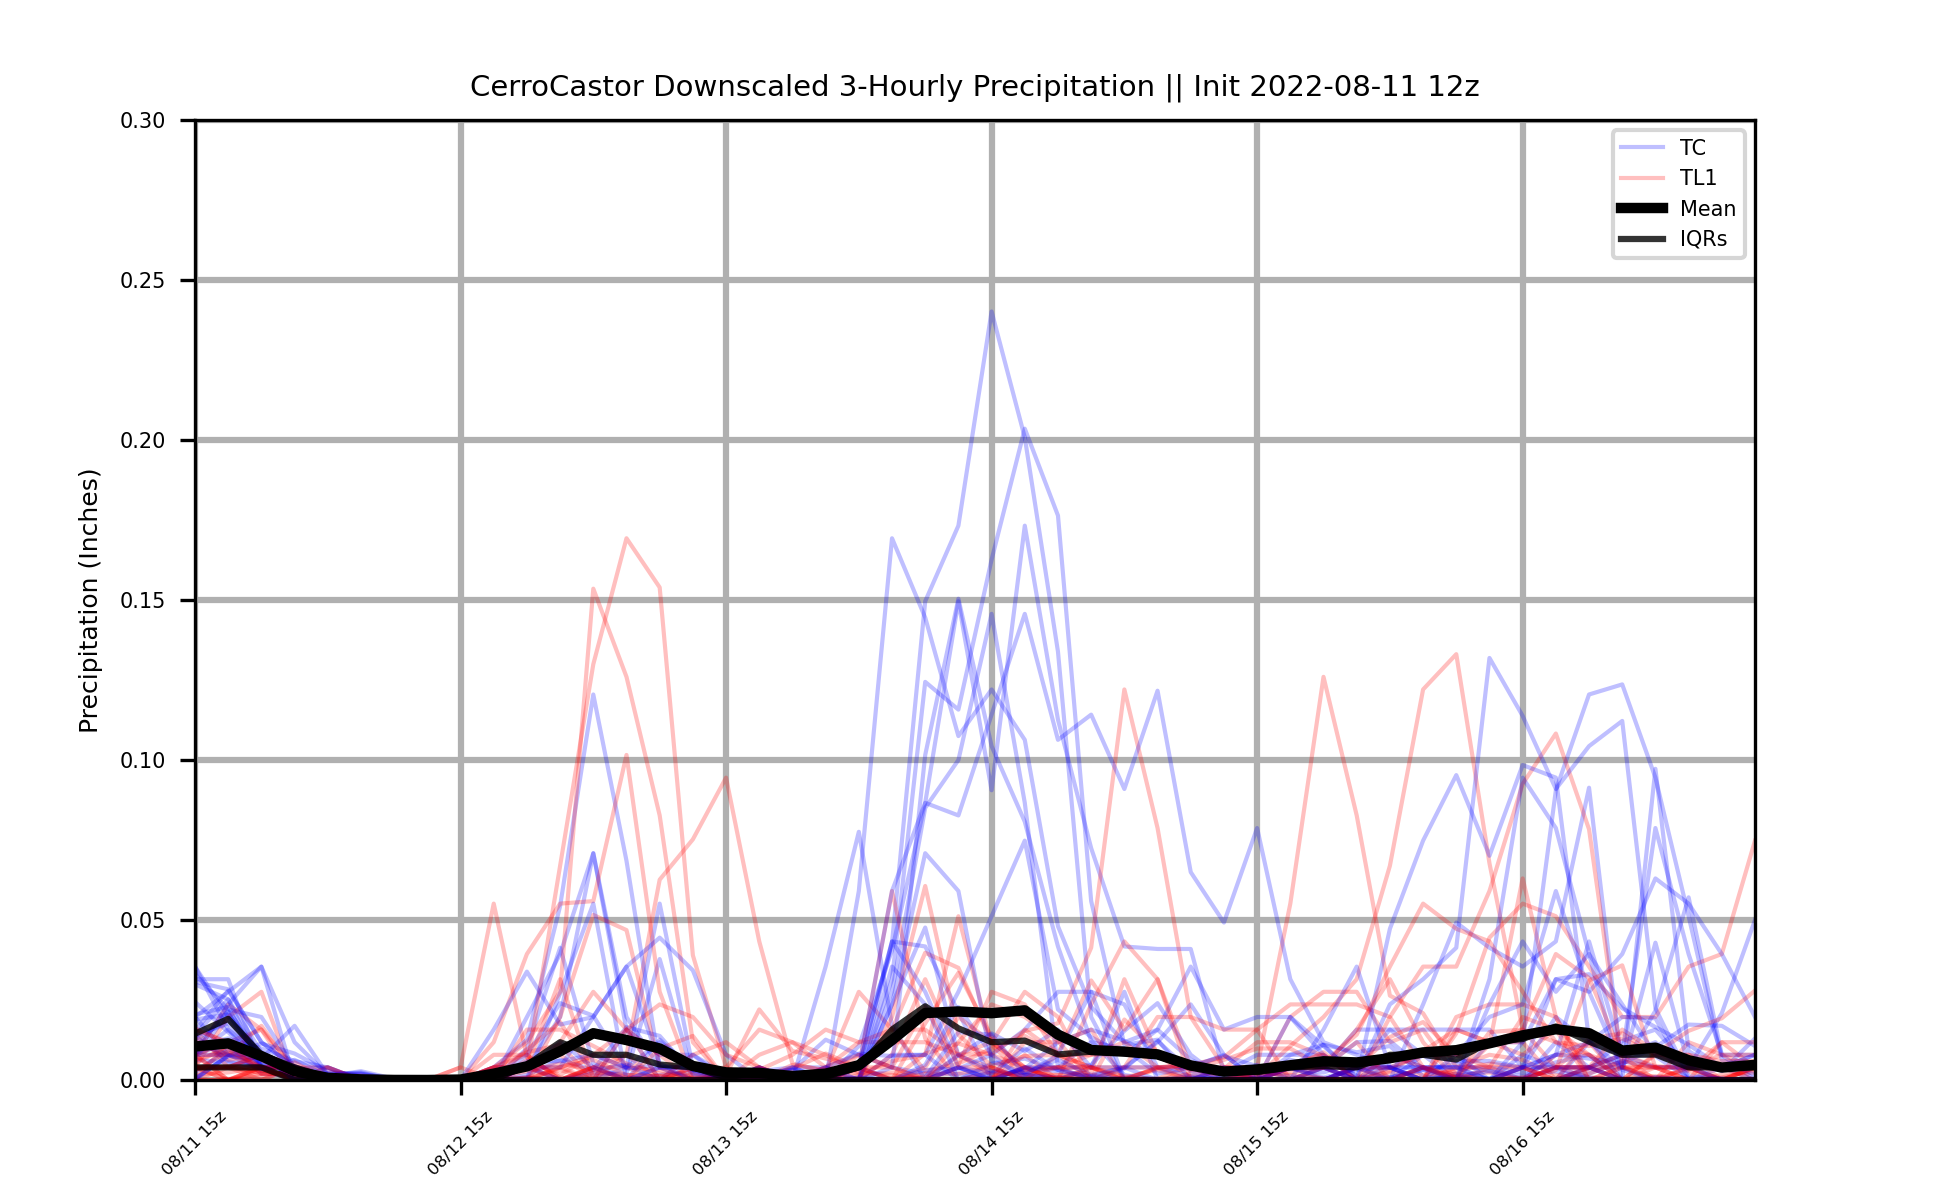 CerroCastor Downscaled 3-Hourly Precipitation || Init 2022-08-11 12z
Precipitation (Inches)
0.30
0.25
0.20
0.15
0.10
0.05
0.00
TC
TL1
Mean
IQRs
08/11 15z
08/12 15z
08/13 15z
08/14 15z
08/15 15z
08/16 15z